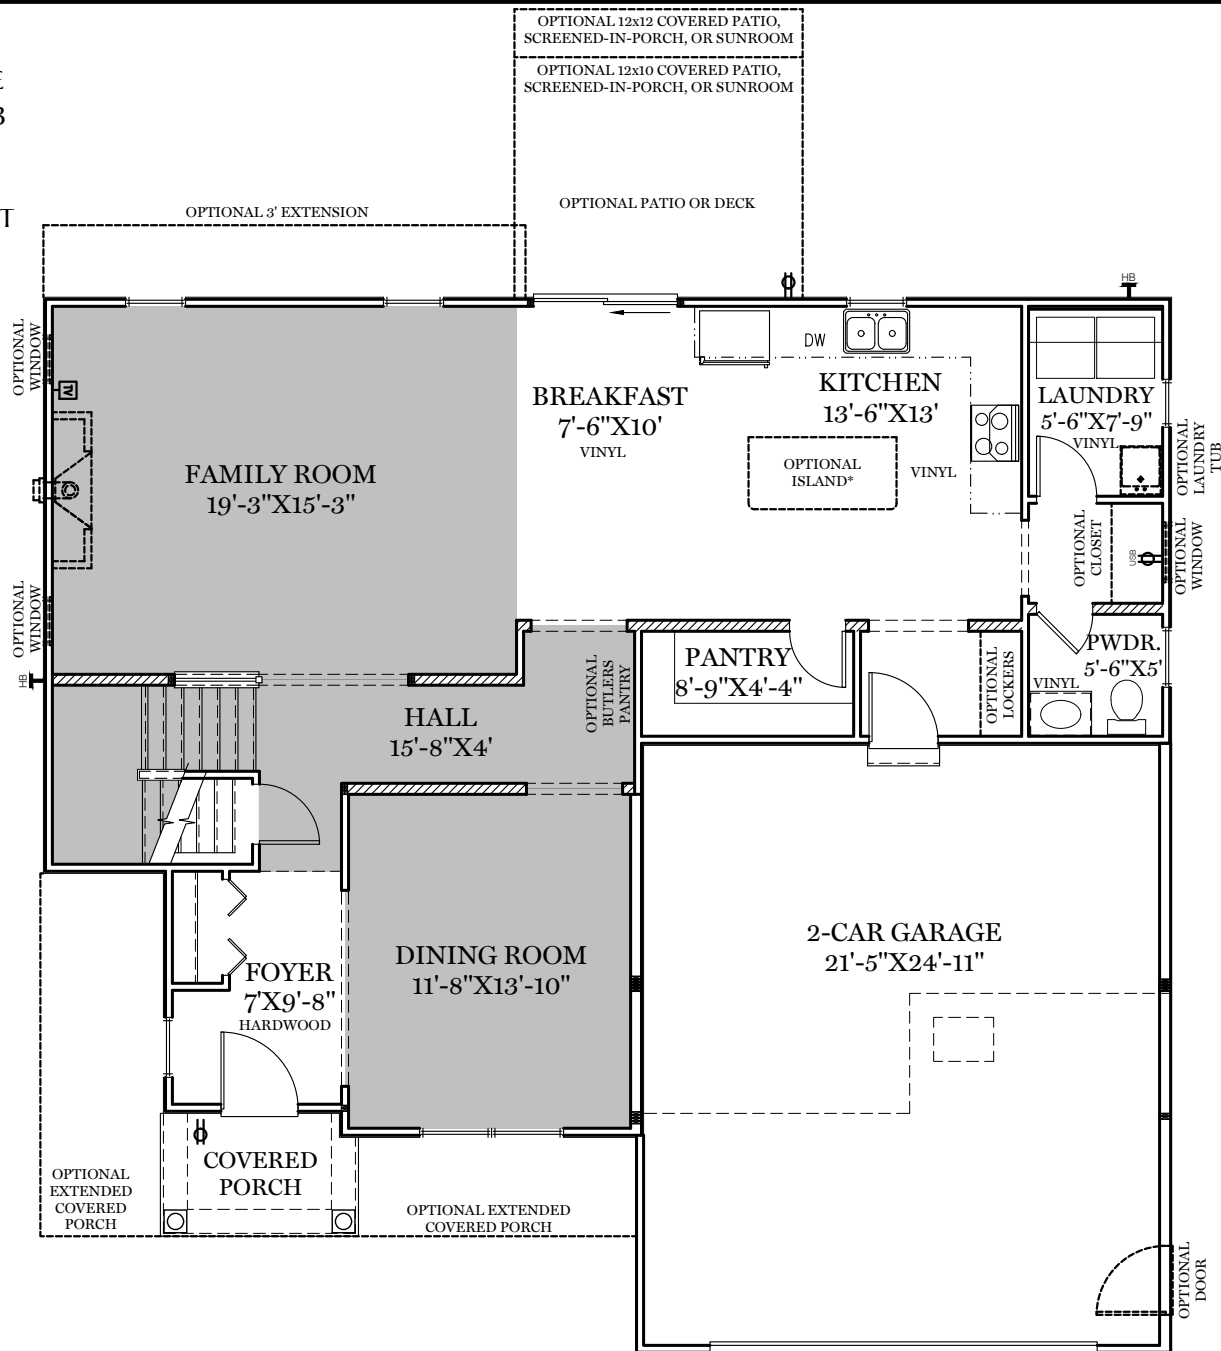 OPTIONAL 12x12 COVERED PATIO,
SCREENED-IN-PORCH, OR SUNROOM
OPTIONAL 12x10 COVERED PATIO,
SCREENED-IN-PORCH, OR SUNROOM
E
3
T
OPTIONAL 3' EXTENSION
OPTIONAL PATIO OR DECK
HB
OPTIONAL
WINDOW
DW
BREAKFAST
7'-6"X10'
VINYL
KITCHEN
13'-6"X13'
OPTIONAL
ISLAND*
VINYL
LAUNDRY
5'-6"X7'-9"
VINYL
OPTIONAL
LAUNDRY
TUB
FAMILY ROOM
19'-3"X15'-3"
OPTIONAL
CLOSET
USB
OPTIONAL
WINDOW
OPTIONAL
WINDOW
HB
PWDR.
5'-6"X5'
VINYL
PANTRY
8'-9"X4'-4"
OPTIONAL
LOCKERS
OPTIONAL
BUTLERS
PANTRY
HALL
15'-8"X4'
2-CAR GARAGE
21'-5"X24'-11"
DINING ROOM
11'-8"X13'-10"
FOYER
7'X9'-8"
HARDWOOD
COVERED
PORCH
OPTIONAL
EXTENDED
COVERED
PORCH
OPTIONAL EXTENDED
COVERED PORCH
OPTIONAL
DOOR